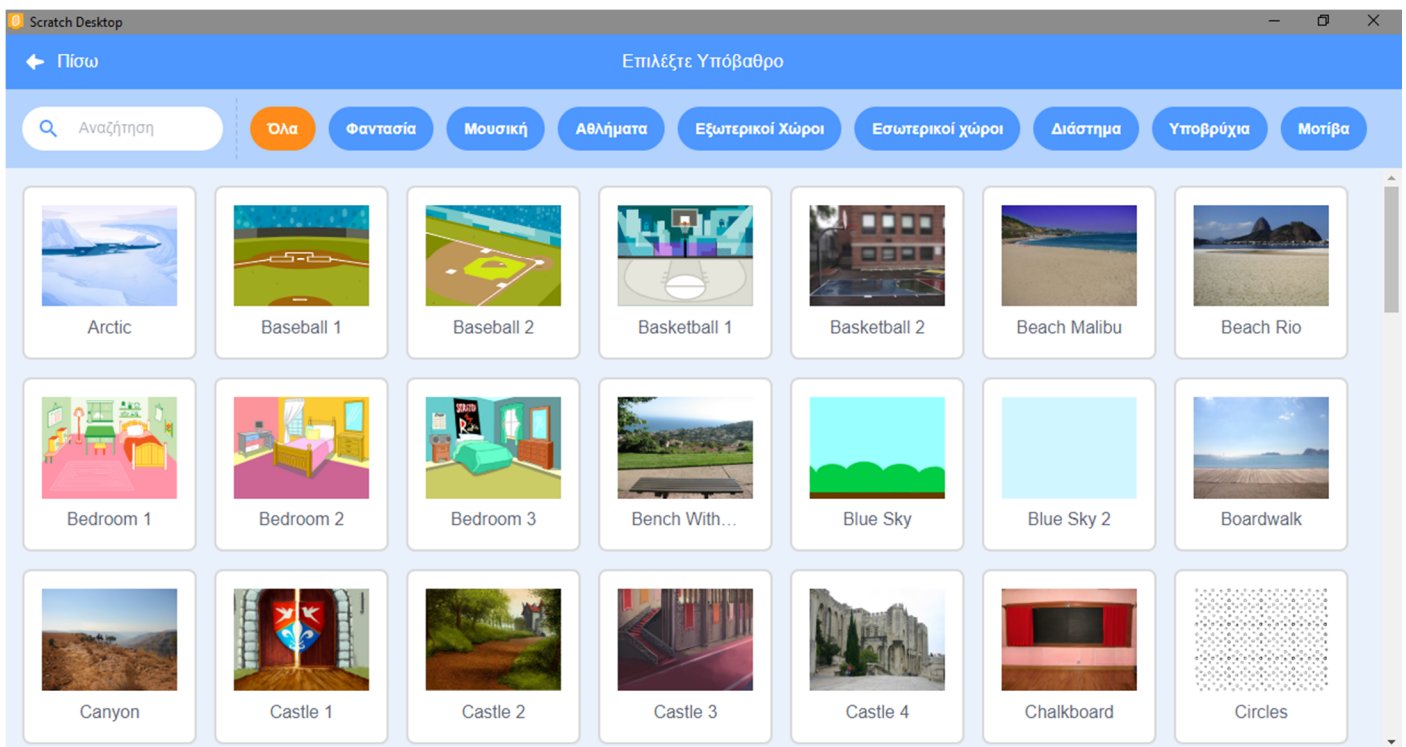 Scratch Desktop
Πίσω
Επιλέξτε Υπόβαθρο
Αναζήτηση
Όλα
Φαντασία
Μουσική
Αθλήματα
Εξωτερικοί Χώροι
Εσωτερικοί χώροι
Διάστημα
Υποβρύχια
Μοτίβα
Arctic
Baseball 1
Baseball 2
Basketball 1
Basketball 2
Beach Malibu
Beach Rio
Bedroom 1
Bedroom 2
Bedroom 3
Bench With...
Blue Sky
Blue Sky 2
Boardwalk
Canyon
Castle 1
Castle 2
Castle 3
Castle 4
Chalkboard
Circles